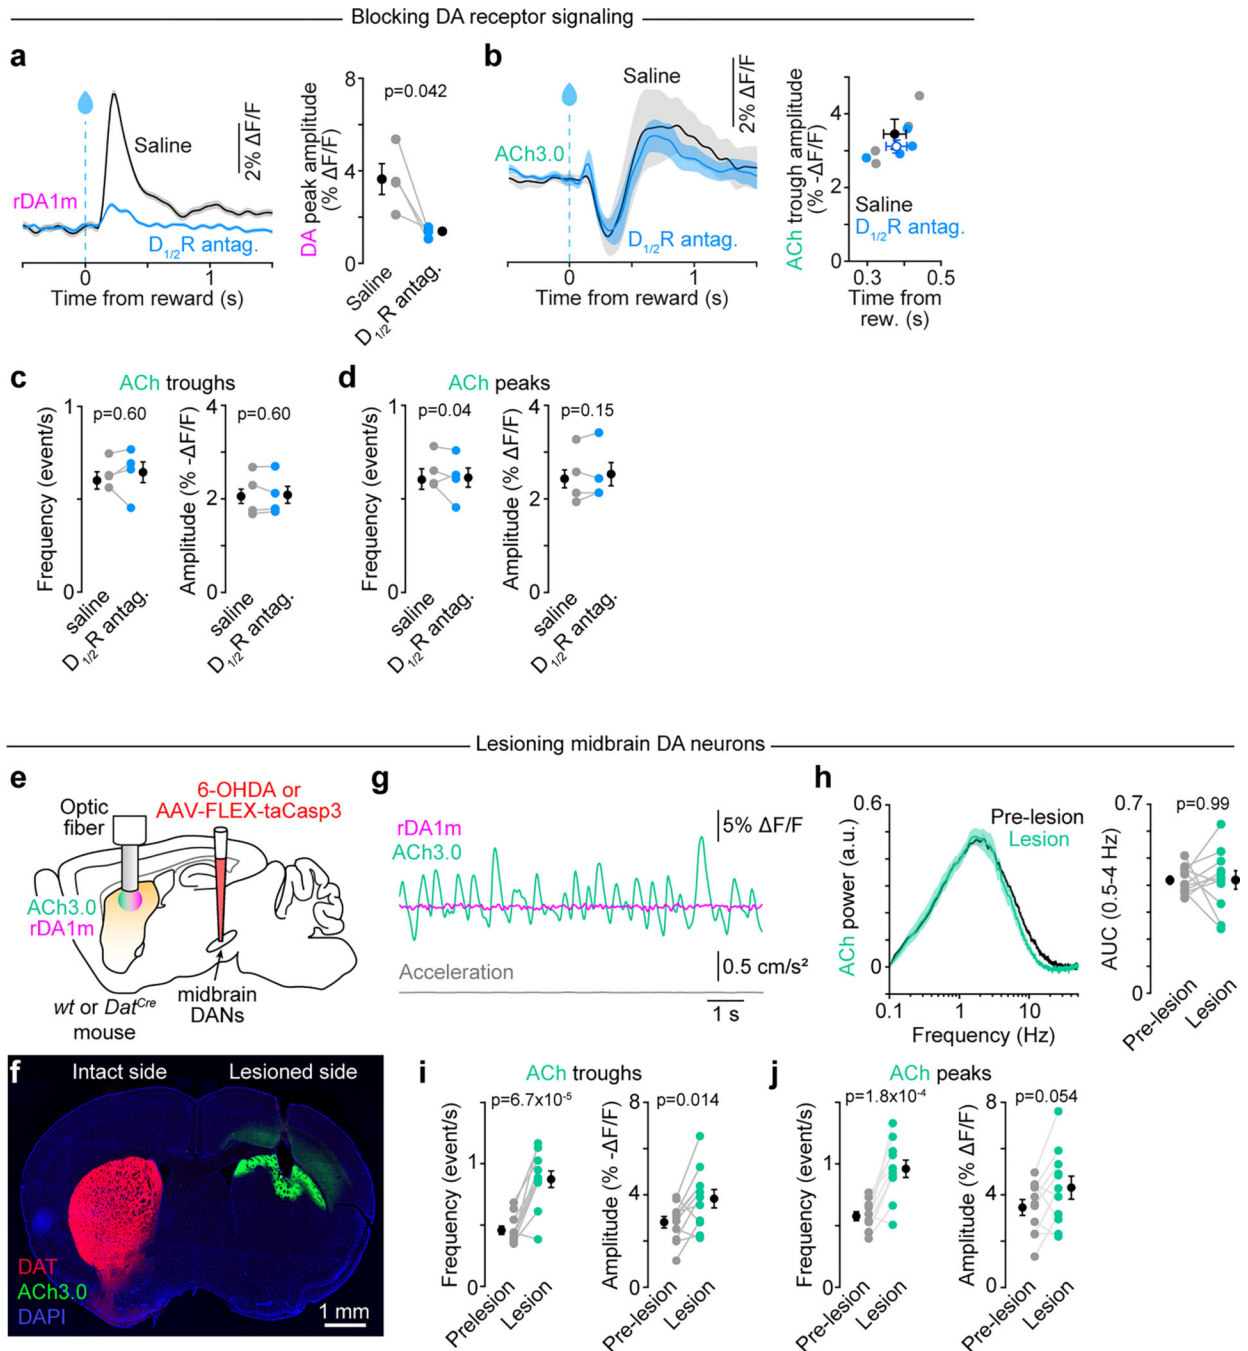 Blocking DA receptor signaling
a
Saline
2% ΔF/F
rDA1m
D1/2R antag.
0
1
Time from reward (s)
DA peak amplitude
(% ΔF/F)
8
4
0
p=0.042
Saline
D1/2R antag.
b
Saline
2% ΔF/F
ACh3.0
D1/2R antag.
0
1
Time from reward (s)
ACh trough amplitude
(% -ΔF/F)
6
4
2
0
Saline
D1/2R antag.
0.3
0.5
Time from
rew. (s)
c
ACh troughs
Frequency (event/s)
1
0
p=0.60
saline
D1/2R antag.
Amplitude (% -ΔF/F)
4
2
0
p=0.60
saline
D1/2R antag.
d
ACh peaks
Frequency (event/s)
1
0
p=0.04
saline
D1/2R antag.
Amplitude (% ΔF/F)
4
2
0
p=0.15
saline
D1/2R antag.
Lesioning midbrain DA neurons
e
6-OHDA or
AAV-FLEX-taCasp3
Optic
fiber
ACh3.0
rDA1m
wt or DatCre
mouse
midbrain
DANs
g
rDA1m
ACh3.0
5% ΔF/F
Acceleration
0.5 cm/s²
1 s
h
ACh power (a.u.)
0.6
0
Pre-lesion
Lesion
0.1
1
10
Frequency (Hz)
AUC (0.5-4 Hz)
0.7
0
p=0.99
Pre-lesion
Lesion
f
Intact side
Lesioned side
DAT
ACh3.0
DAPI
1 mm
i
ACh troughs
Frequency (event/s)
1
0
p=6.7x10-5
Prelesion
Lesion
Amplitude (% -ΔF/F)
8
4
0
p=0.014
Pre-lesion
Lesion
j
ACh peaks
Frequency (event/s)
1
0
p=1.8x10-4
Pre-lesion
Lesion
Amplitude (% ΔF/F)
8
4
0
p=0.054
Pre-lesion
Lesion